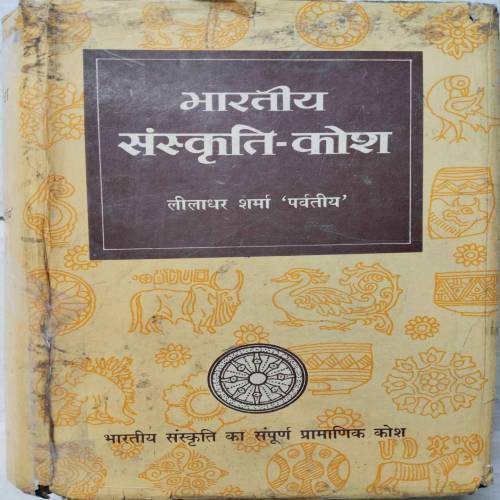 भारतीय
संस्कृति-कोश
लीलाधर शर्मा ‘पर्वतीय’
भारतीय संस्कृति का संपूर्ण प्रामाणिक कोश